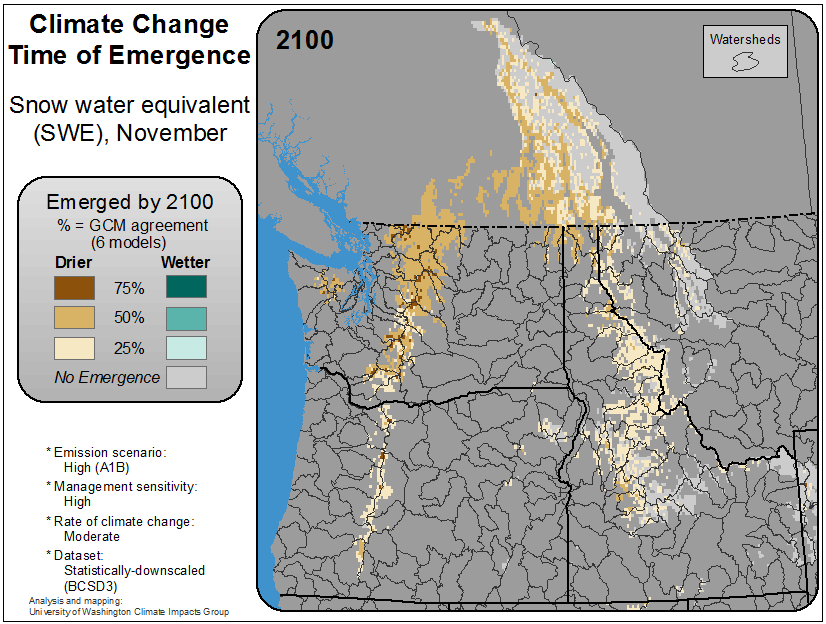 Climate Change
Time of Emergence
Snow water equivalent
(SWE), November
Emerged by 2100
% = GCM agreement
(6 models)
Drier Wetter
75%
50%
25%
No Emergence
* Emission scenario:
High (A1B)
* Management sensitivity:
High
* Rate of climate change:
Moderate
* Dataset:
Statistically-downscaled
(BCSD3)
Analysis and mapping:
University of Washington Climate Impacts Group
2100
Watersheds